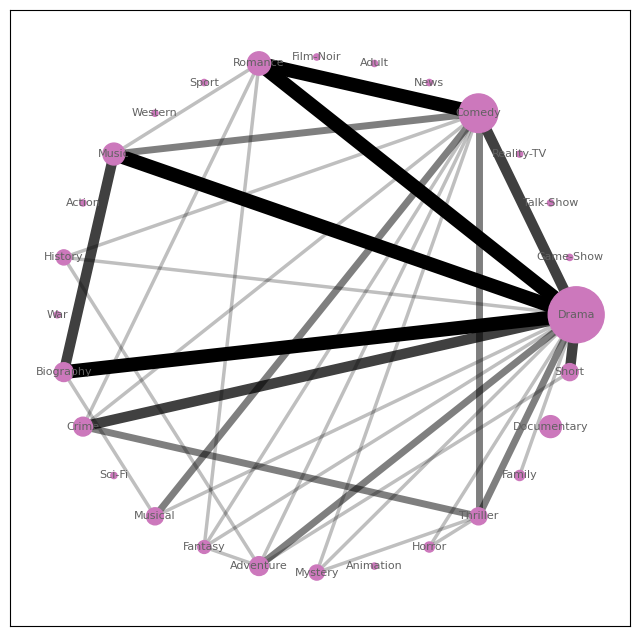 Film-Noir
Romance
Adult
Sport
News
Western
Comedy
Music
Reality-TV
Action
Talk-Show
History
Game-Show
War
Drama
Biography
Short
Crime
Documentary
Sci-Fi
Family
Musical
Thriller
Fantasy
Horror
Adventure
Mystery
Animation